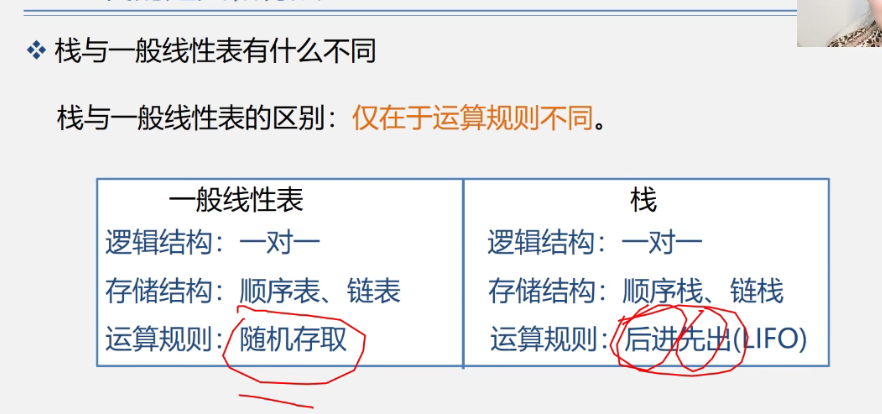 栈与一般线性表有什么不同
栈与一般线性表的区别：仅在于运算规则不同。
一般线性表
逻辑结构：一对一
存储结构：顺序表、链表
运算规则：随机存取
栈
逻辑结构：一对一
存储结构：顺序栈、链栈
运算规则：后进先出(LIFO)